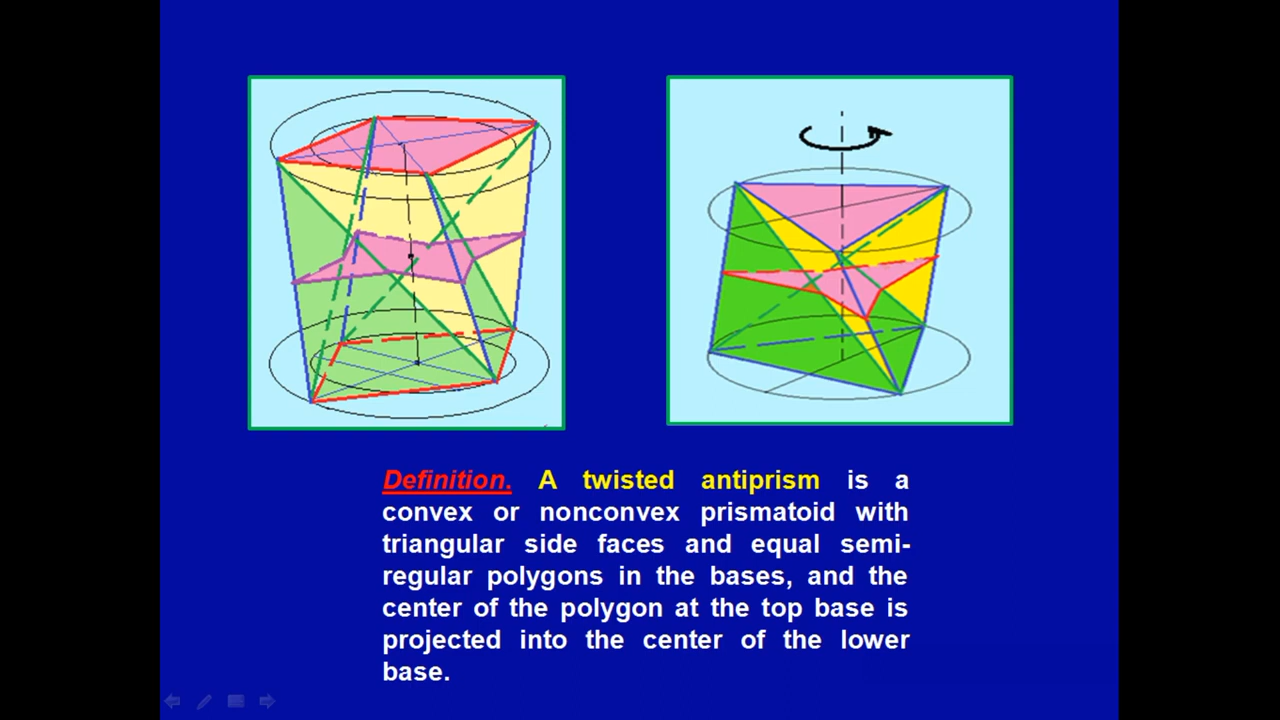 Definition. A twisted antiprism is a
convex or nonconvex prismatoid with
triangular side faces and equal semi-
regular polygons in the bases, and the
center of the polygon at the top base is
projected into the center of the lower
base.